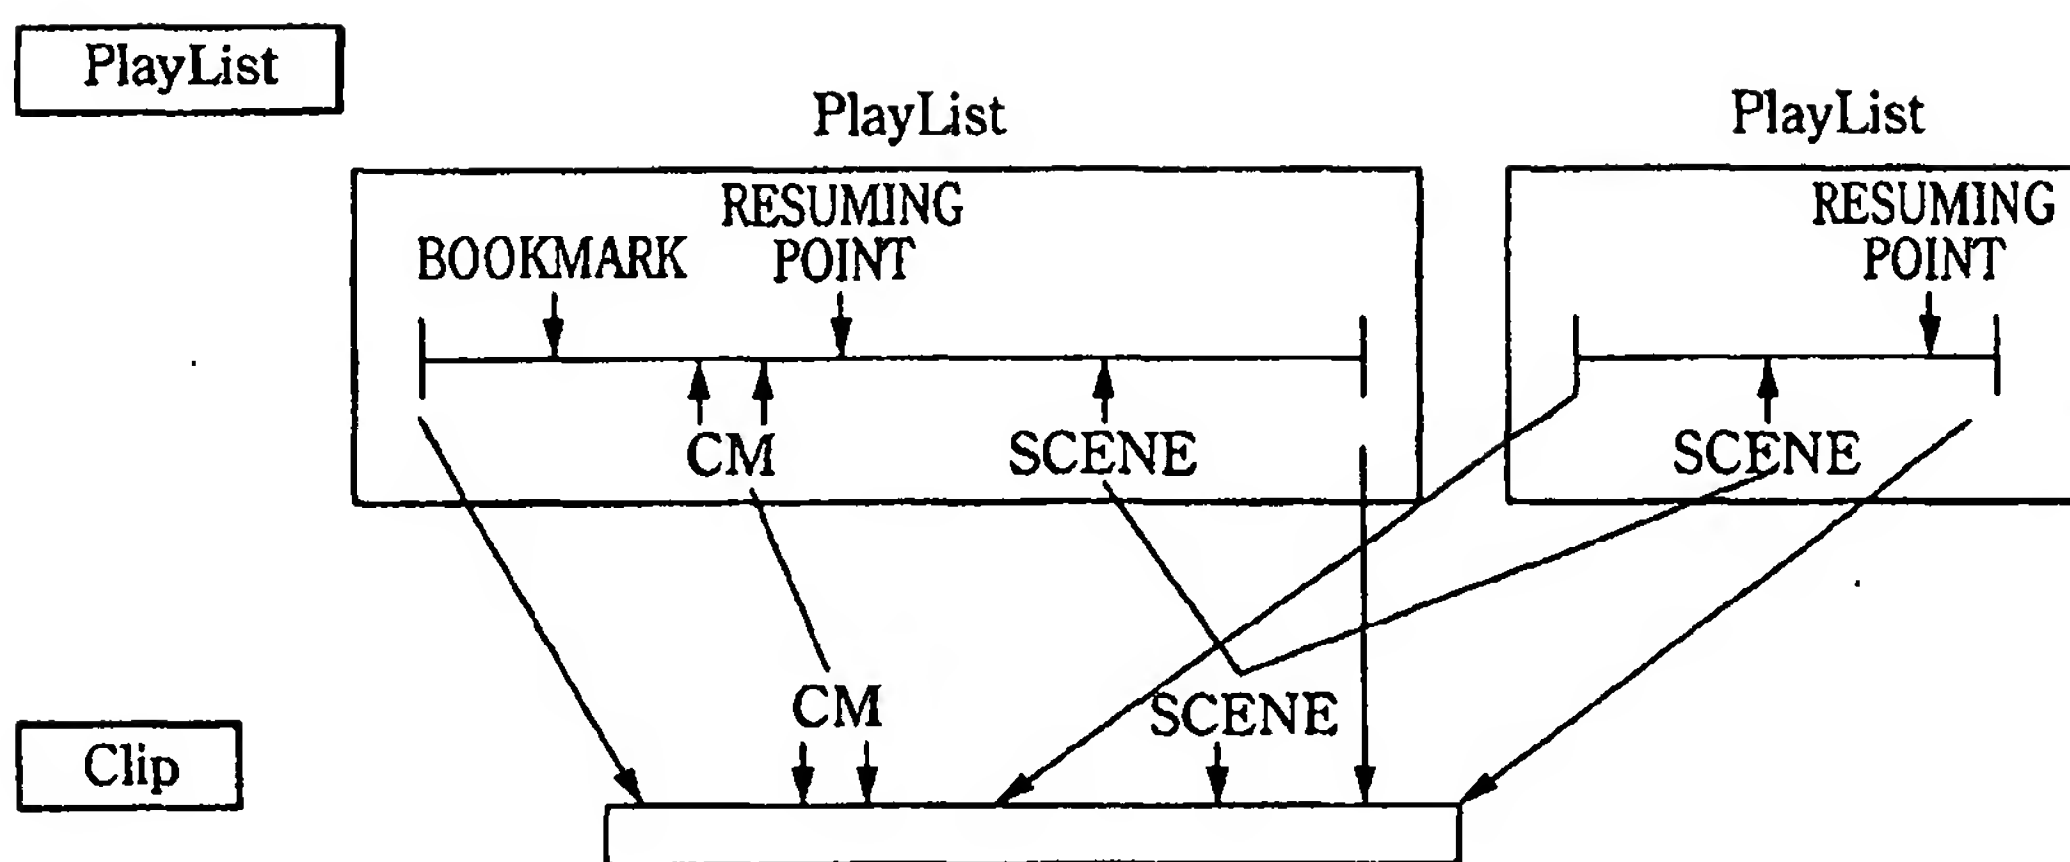 PlayList
PlayList
PlayList
RESUMING
POINT
BOOKMARK
RESUMING
POINT
CM
SCENE
SCENE
CM
SCENE
Clip